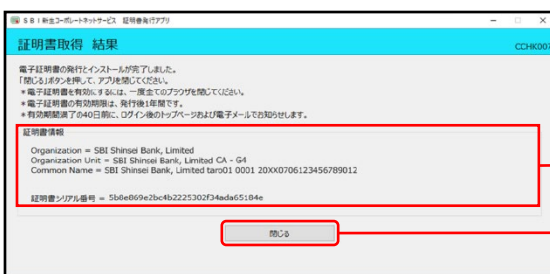 SBI新生コーポレートネットサービス 証明書発行アプリ
証明書取得 結果
CCHK007
電子証明書の発行とインストールが完了しました。
「閉じる」ボタンを押して、アプリを閉じてください。
*電子証明書を有効にするには、一度全てのブラウザを閉じてください。
*電子証明書の有効期限は、発行後1年間です。
*有効期間満了の40日前に、ログイン後のトップページおよび電子メールでお知らせします。
証明書情報
Organization = SBI Shinsei Bank, Limited
Organization Unit = SBI Shinsei Bank, Limited CA - G4
Common Name = SBI Shinsei Bank, Limited taro01 0001 20XX0706123456789012
証明書シリアル番号 = 5b0e069e2bc4b2225302f34ada65104e
閉じる